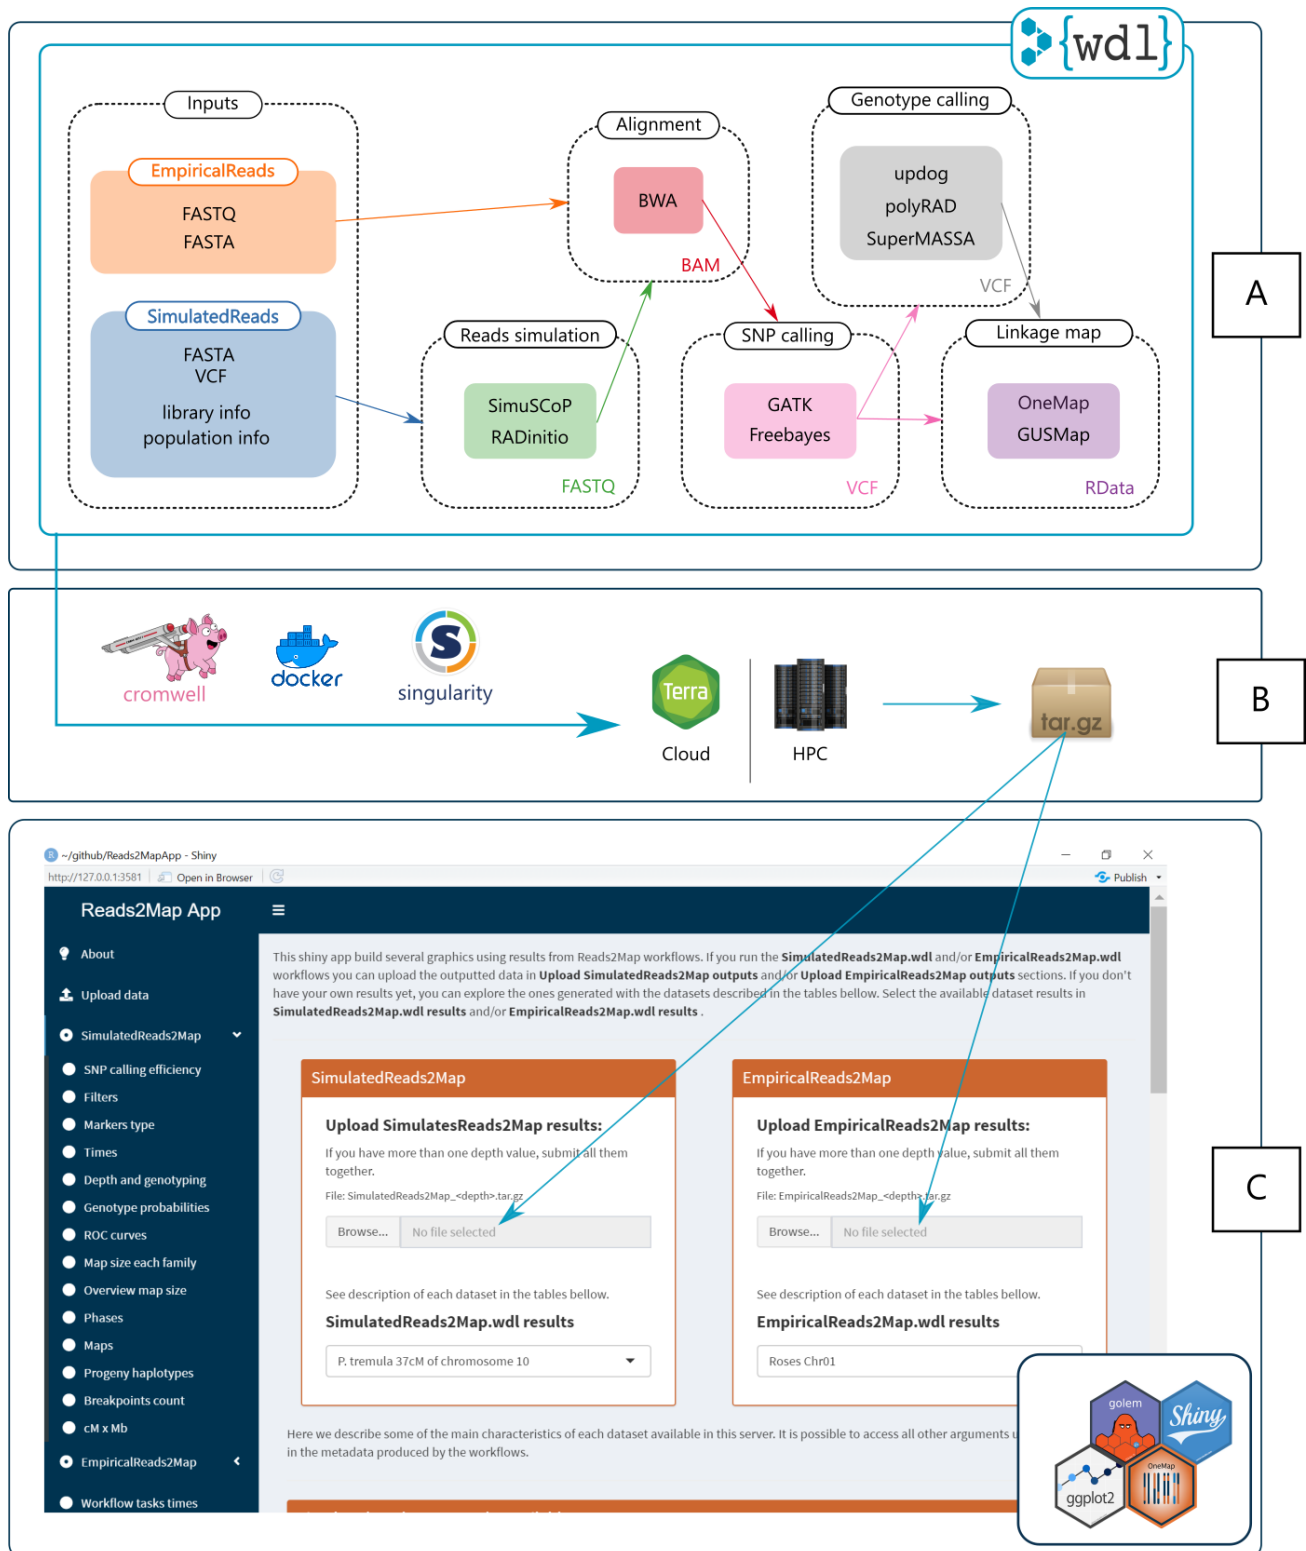 {wdl}
Inputs
EmpiricalReads
FASTQ
FASTA
SimulatedReads
FASTA
VCF
library info
population info
Reads simulation
SimuSCoP
RADinitio
FASTQ
Alignment
BWA
BAM
SNP calling
GATK
Freebayes
VCF
Genotype calling
updog
polyRAD
SuperMASSA
VCF
Linkage map
OneMap
GUSMap
RData
A
cromwell
docker
S
singularity
Terra
Cloud
HPC
tar.gz
B
R ~/github/Reads2MapApp - Shiny
http://127.0.0.1:3581 Open in Browser
Publish
Reads2Map App
About
Upload data
SimulatedReads2Map
SNP calling efficiency
Filters
Markers type
Times
Depth and genotyping
Genotype probabilities
ROC curves
Map size each family
Overview map size
Phases
Maps
Progeny haplotypes
Breakpoints count
cM x Mb
EmpiricalReads2Map
Workflow tasks times
This shiny app build several graphics using results from Reads2Map workflows. If you run the SimulatedReads2Map.wdl and/or EmpiricalReads2Map.wdl
workflows you can upload the outputted data in Upload SimulatedReads2Map outputs and/or Upload EmpiricalReads2Map outputs sections. If you don't
have your own results yet, you can explore the ones generated with the datasets described in the tables bellow. Select the available dataset results in
SimulatedReads2Map.wdl results and/or EmpiricalReads2Map.wdl results .
SimulatedReads2Map
Upload SimulatesReads2Map results:
If you have more than one depth value, submit all them
together.
File: SimulatedReads2Map_<depth>.tar.gz
Browse... No file selected
See description of each dataset in the tables bellow.
SimulatedReads2Map.wdl results
P. tremula 37cM of chromosome 10
EmpiricalReads2Map
Upload EmpiricalReads2Map results:
If you have more than one depth value, submit all them
together.
File: EmpiricalReads2Map_<depth>.tar.gz
Browse... No file selected
See description of each dataset in the tables bellow.
EmpiricalReads2Map.wdl results
Roses Chr01
Here we describe some of the main characteristics of each dataset available in this server. It is possible to access all other arguments
in the metadata produced by the workflows.
golem
Shiny
ggplot2
OneMap
C